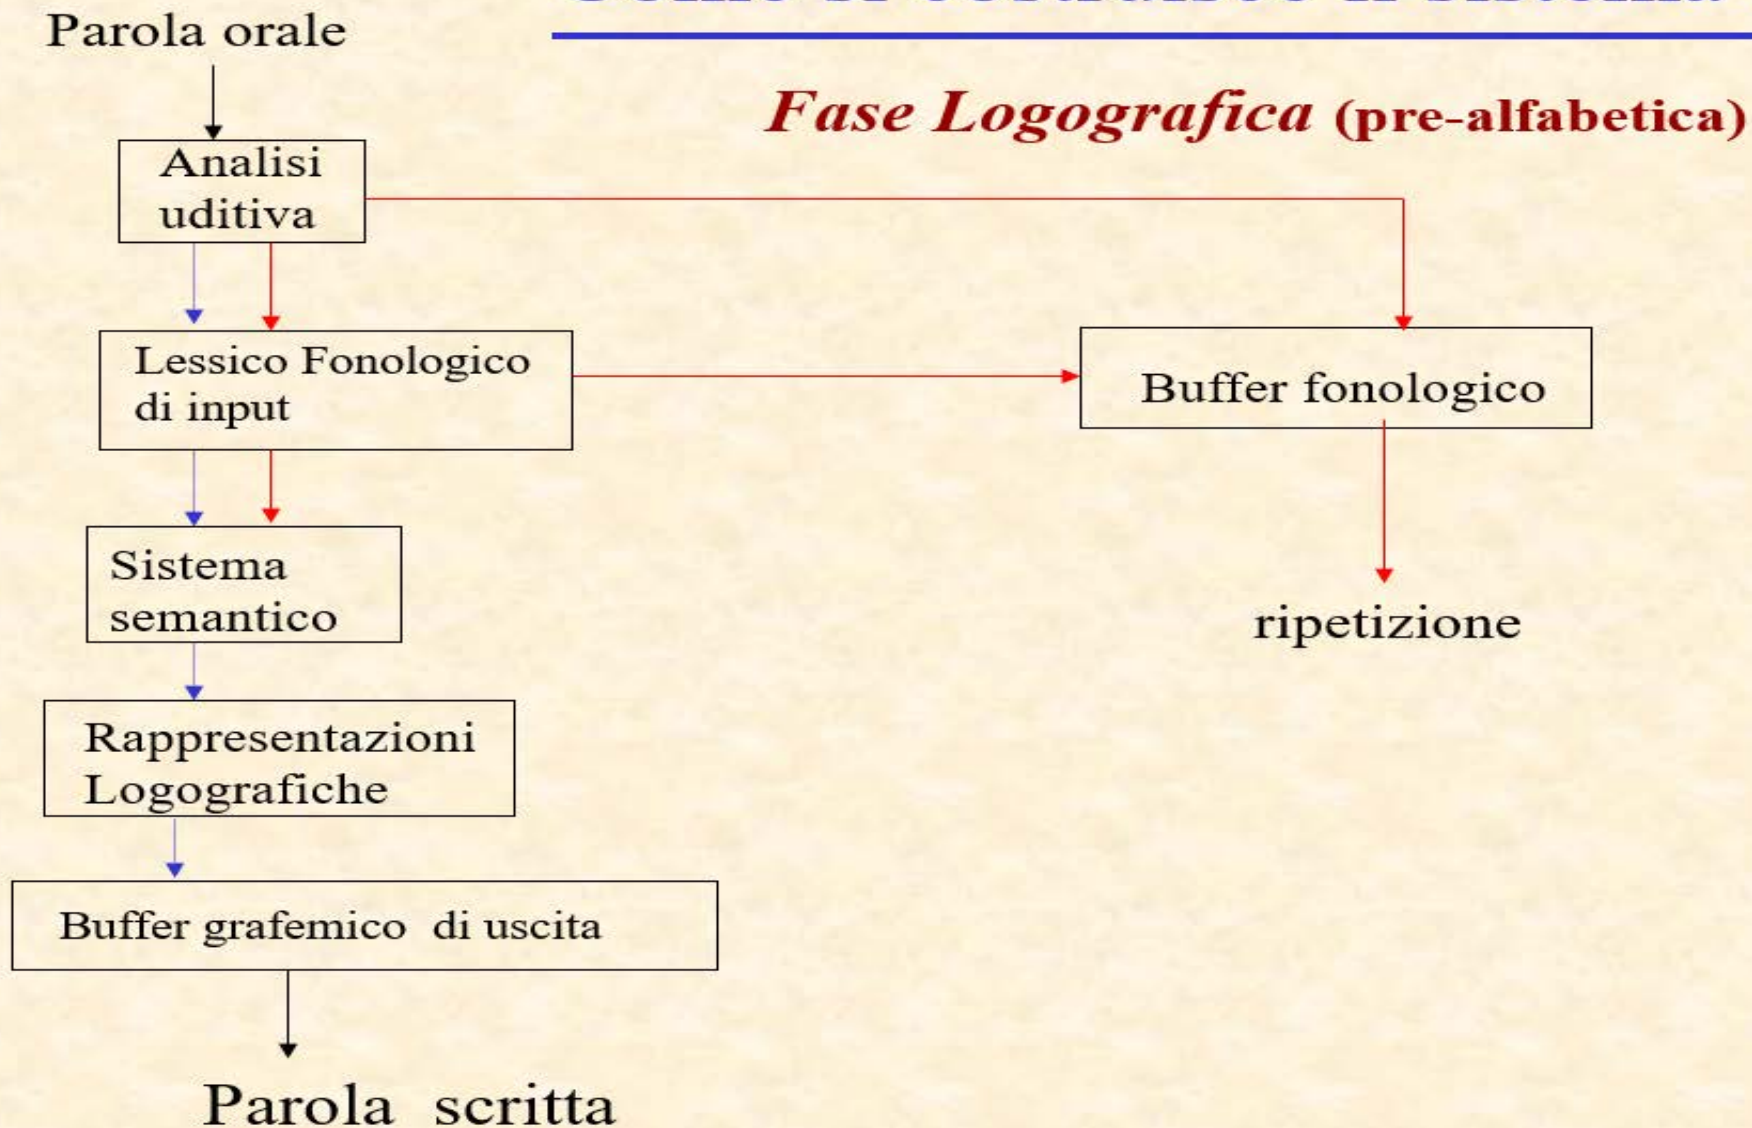 Parola orale
Fase Logografica (pre-alfabetica)
Analisi
uditiva
Lessico Fonologico
di input
Buffer fonologico
Sistema
semantico
ripetizione
Rappresentazioni
Logografiche
Buffer grafemico di uscita
Parola scritta